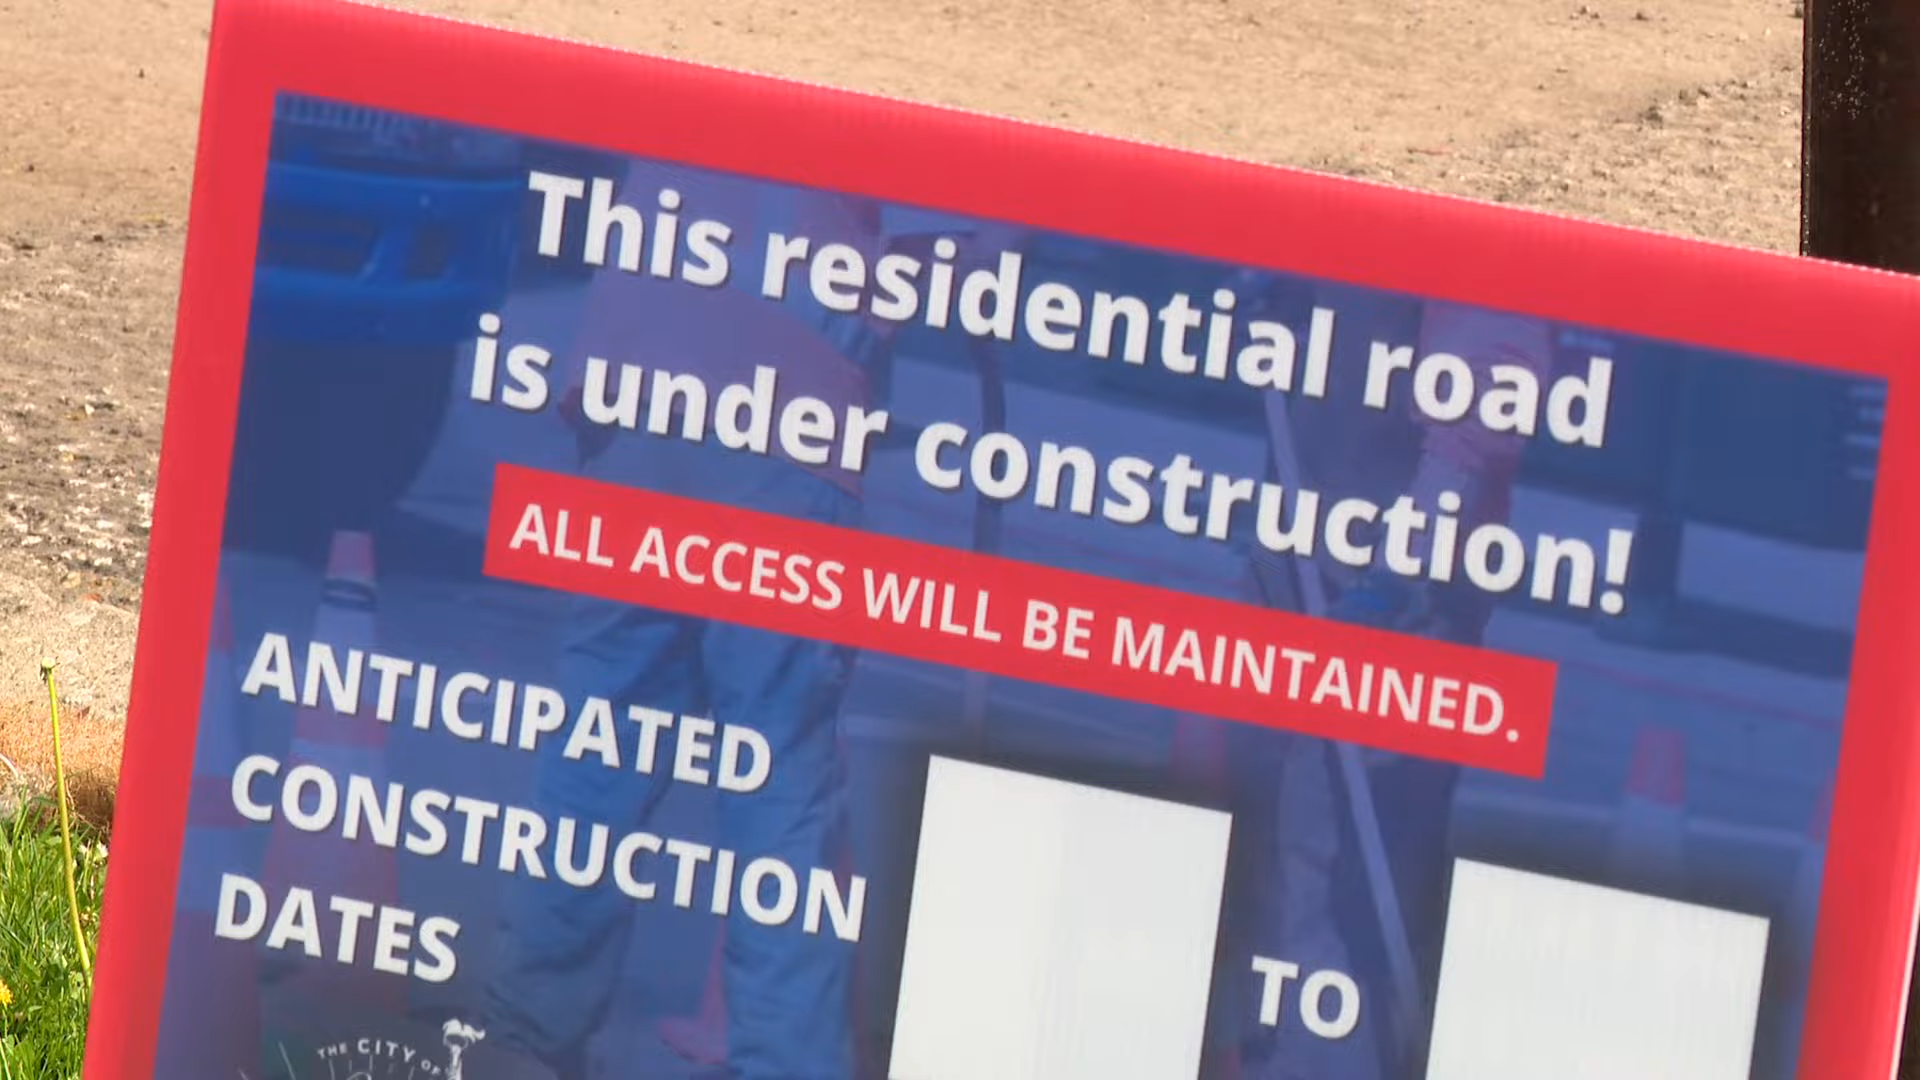 This residential road
is under construction!
ALL ACCESS WILL BE MAINTAINED.
ANTICIPATED
CONSTRUCTION
DATES
TO
THE CITY OF